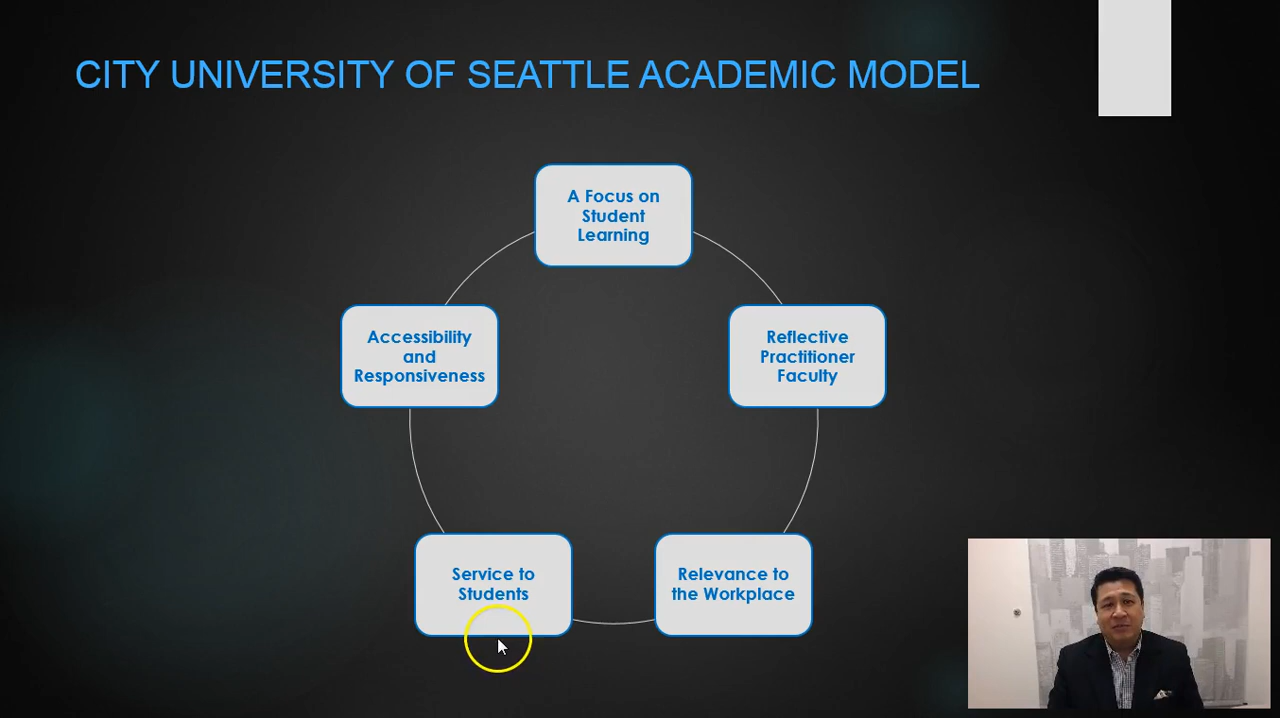 CITY UNIVERSITY OF SEATTLE ACADEMIC MODEL
A Focus on
Student
Learning
Accessibility
and
Responsiveness
Reflective
Practitioner
Faculty
Service to
Students
Relevance to
the Workplace